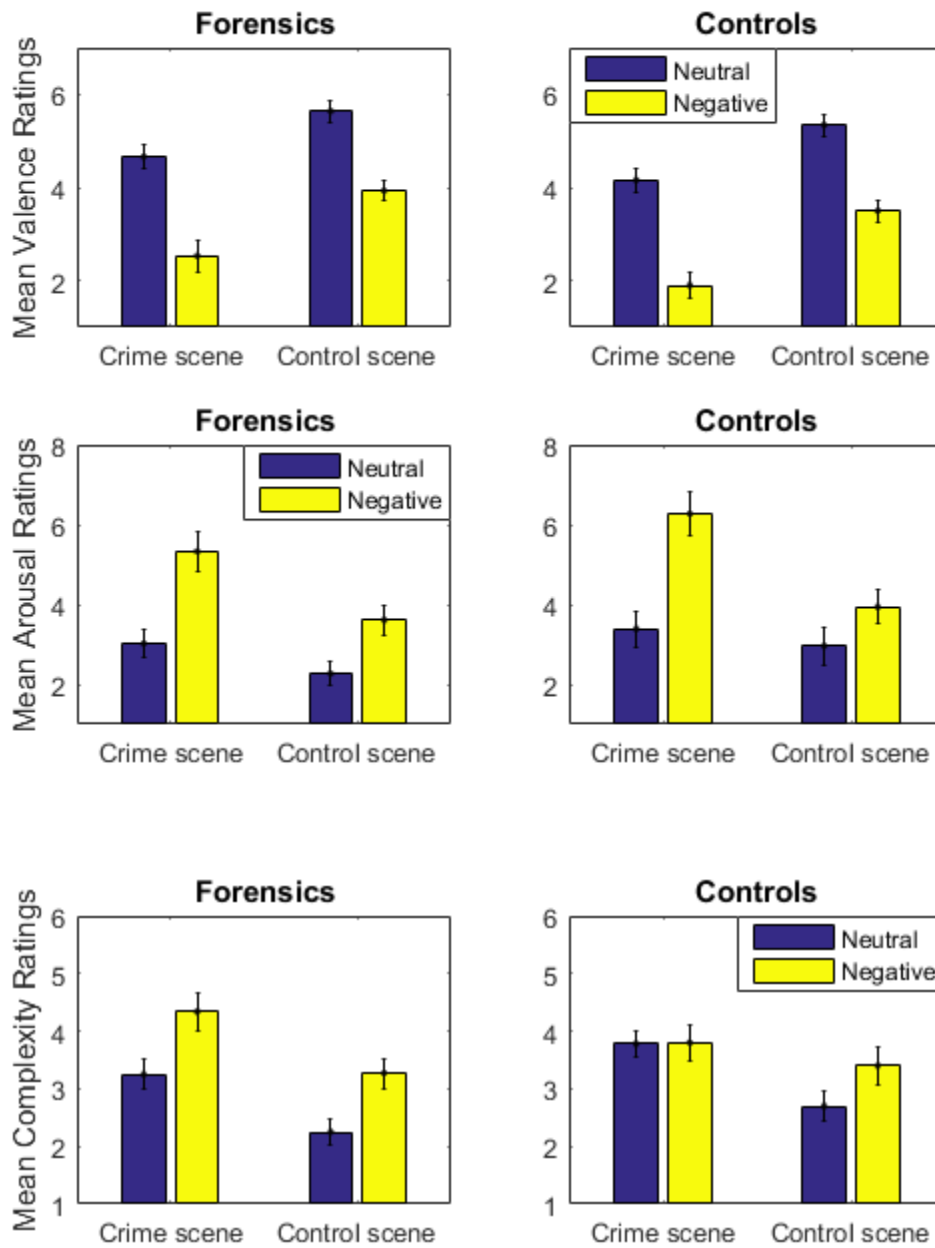 Forensics
Controls
Mean Valence Ratings
6
4
2
Crime scene
Control scene
6
4
2
Neutral
Negative
Crime scene
Control scene
Forensics
Controls
Mean Arousal Ratings
8
6
4
2
Neutral
Negative
Crime scene
Control scene
8
6
4
2
Crime scene
Control scene
Forensics
Controls
Mean Complexity Ratings
6
5
4
3
2
1
Crime scene
Control scene
6
5
4
3
2
1
Neutral
Negative
Crime scene
Control scene